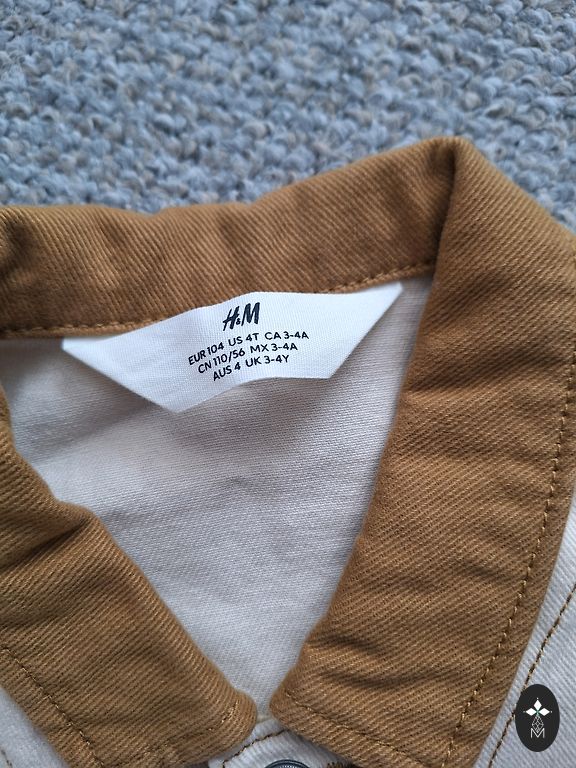 H&M
EUR 104 US 4T CA 3-4A
CN 110/56 MX 3-4A
AUS 4 UK 3-4Y
M